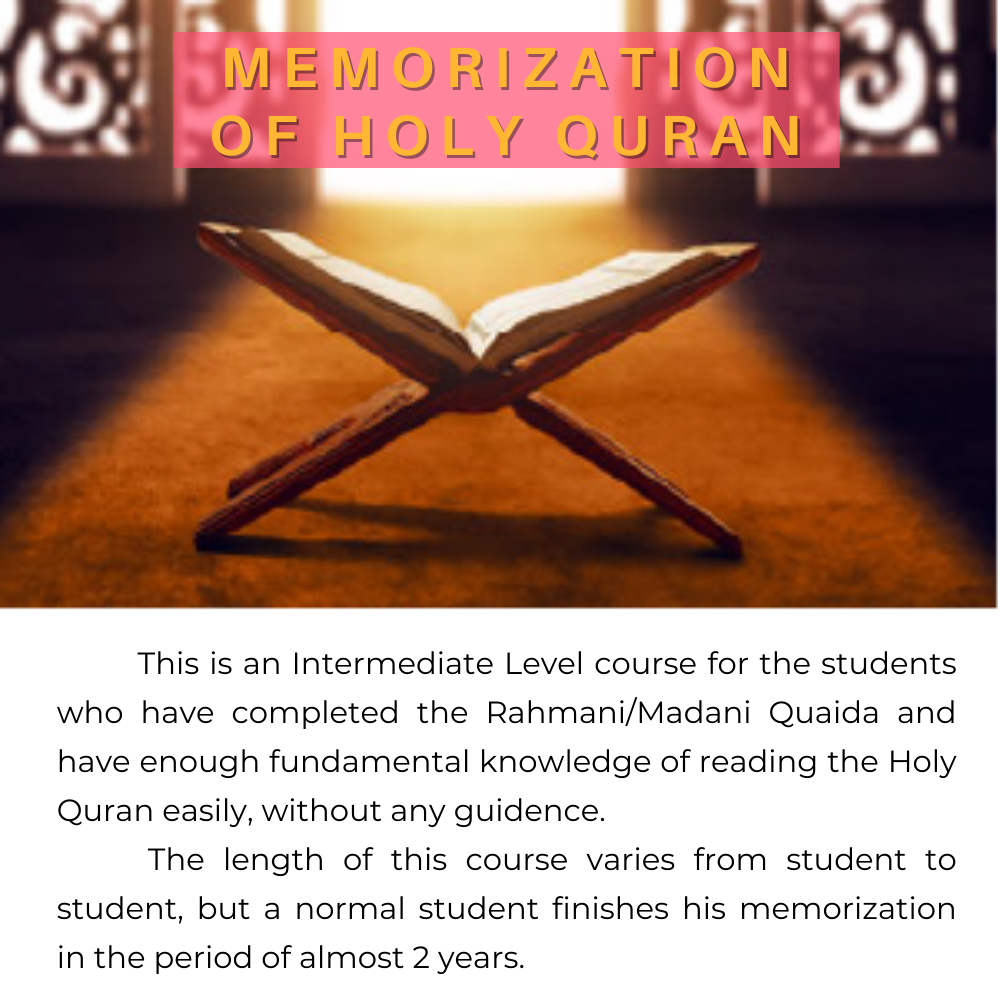 MEMORIZATION
OF HOLY QURAN
This is an Intermediate Level course for the students
who have completed the Rahmani/Madani Quaida and
have enough fundamental knowledge of reading the Holy
Quran easily, without any guidence.
The length of this course varies from student to
student, but a normal student finishes his memorization
in the period of almost 2 years.